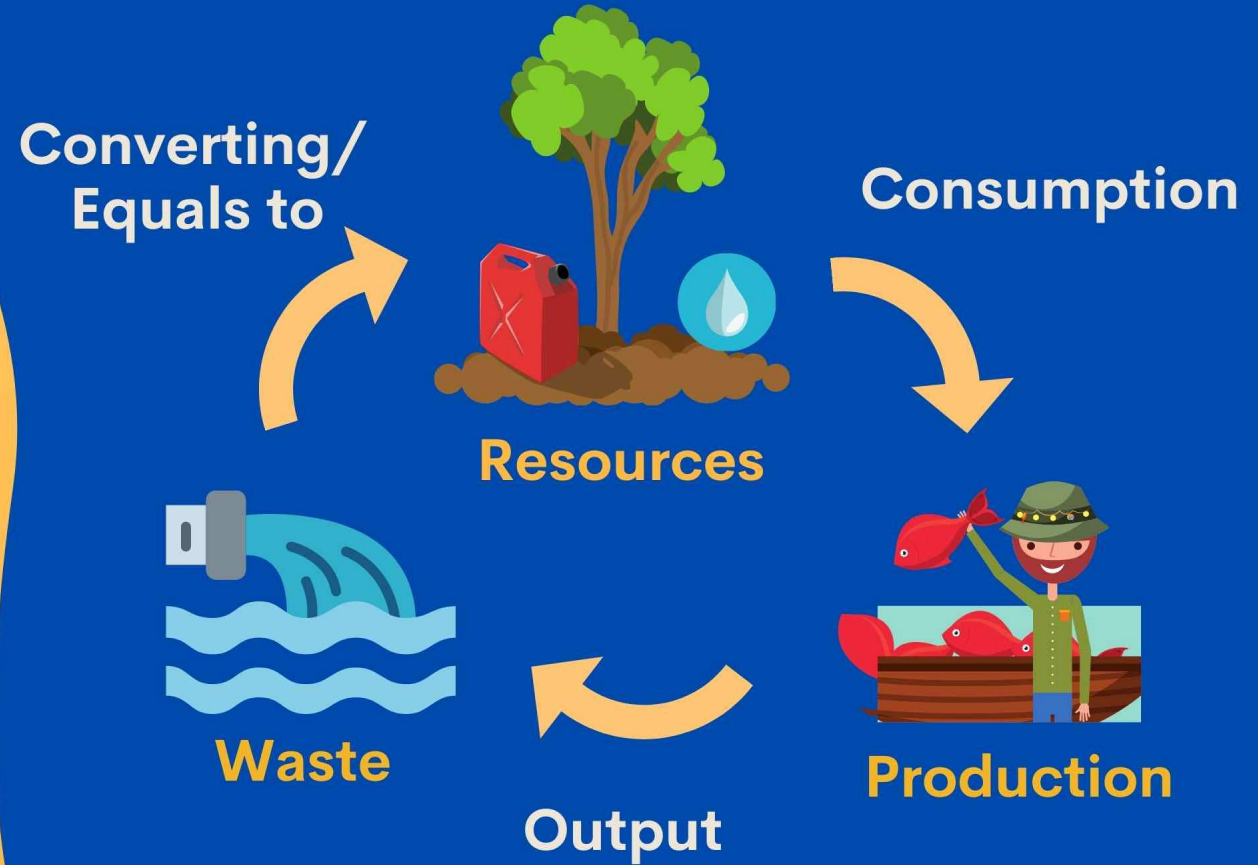 Converting/
Equals to
Consumption
Resources
Waste
Production
Output